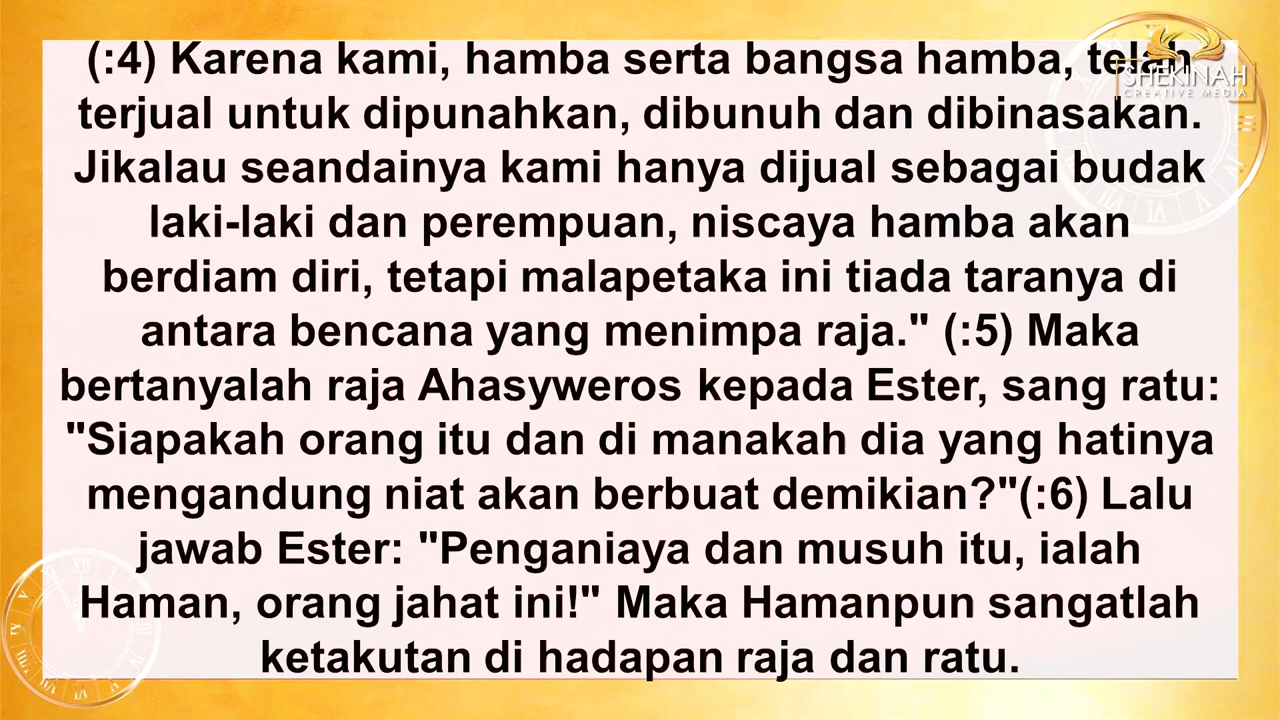 (:4) Karena kami, hamba serta bangsa hamba, telah
terjual untuk dipunahkan, dibunuh dan dibinasakan.
Jikalau seandainya kami hanya dijual sebagai budak
laki-laki dan perempuan, niscaya hamba akan
berdiam diri, tetapi malapetaka ini tiada taranya di
antara bencana yang menimpa raja." (:5) Maka
bertanyalah raja Ahasyweros kepada Ester, sang ratu:
"Siapakah orang itu dan di manakah dia yang hatinya
mengandung niat akan berbuat demikian?"(:6) Lalu
jawab Ester: "Penganiaya dan musuh itu, ialah
Haman, orang jahat ini!" Maka Hamanpun sangatlah
ketakutan di hadapan raja dan ratu.
SHEKINAH
CREATIVE MEDIA